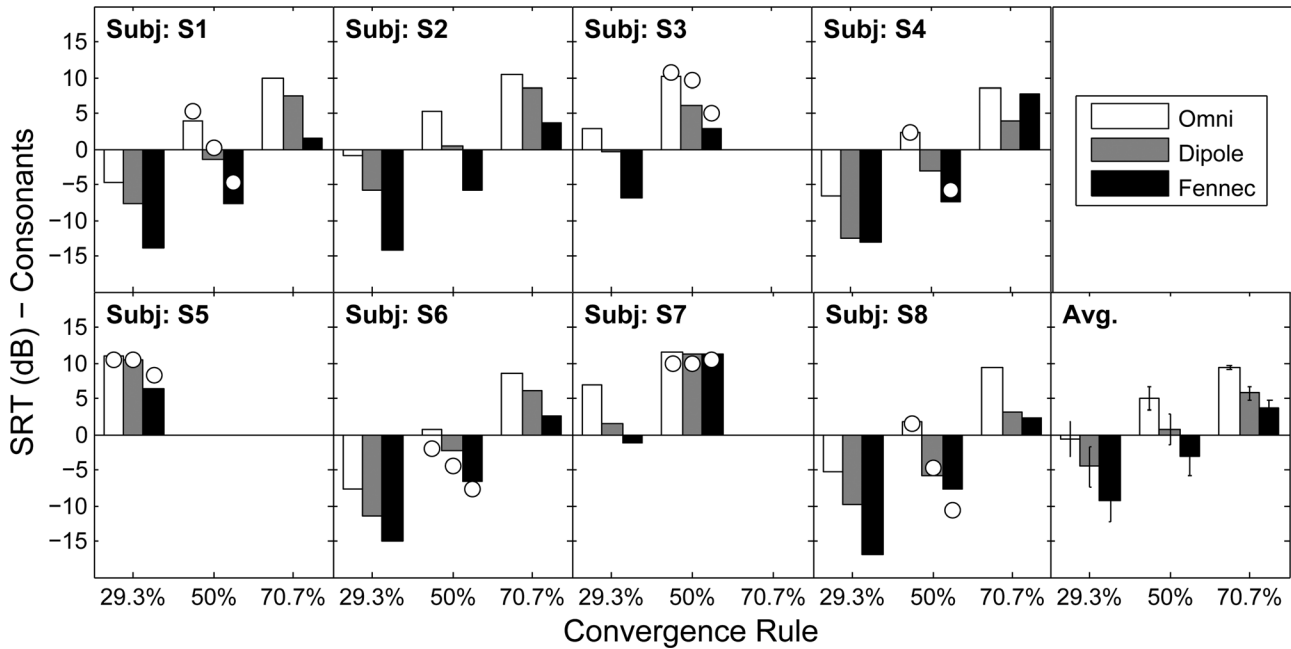 Subj: S1
Subj: S2
Subj: S3
Subj: S4
15
10
5
0
−5
−10
−15
Omni
Dipole
Fennec
SRT (dB) − Consonants
Subj: S5
Subj: S6
Subj: S7
Subj: S8
Avg.
15
10
5
0
−5
−10
−15
29.3% 50% 70.7% 29.3% 50% 70.7% 29.3% 50% 70.7% 29.3% 50% 70.7% 29.3% 50% 70.7%
Convergence Rule